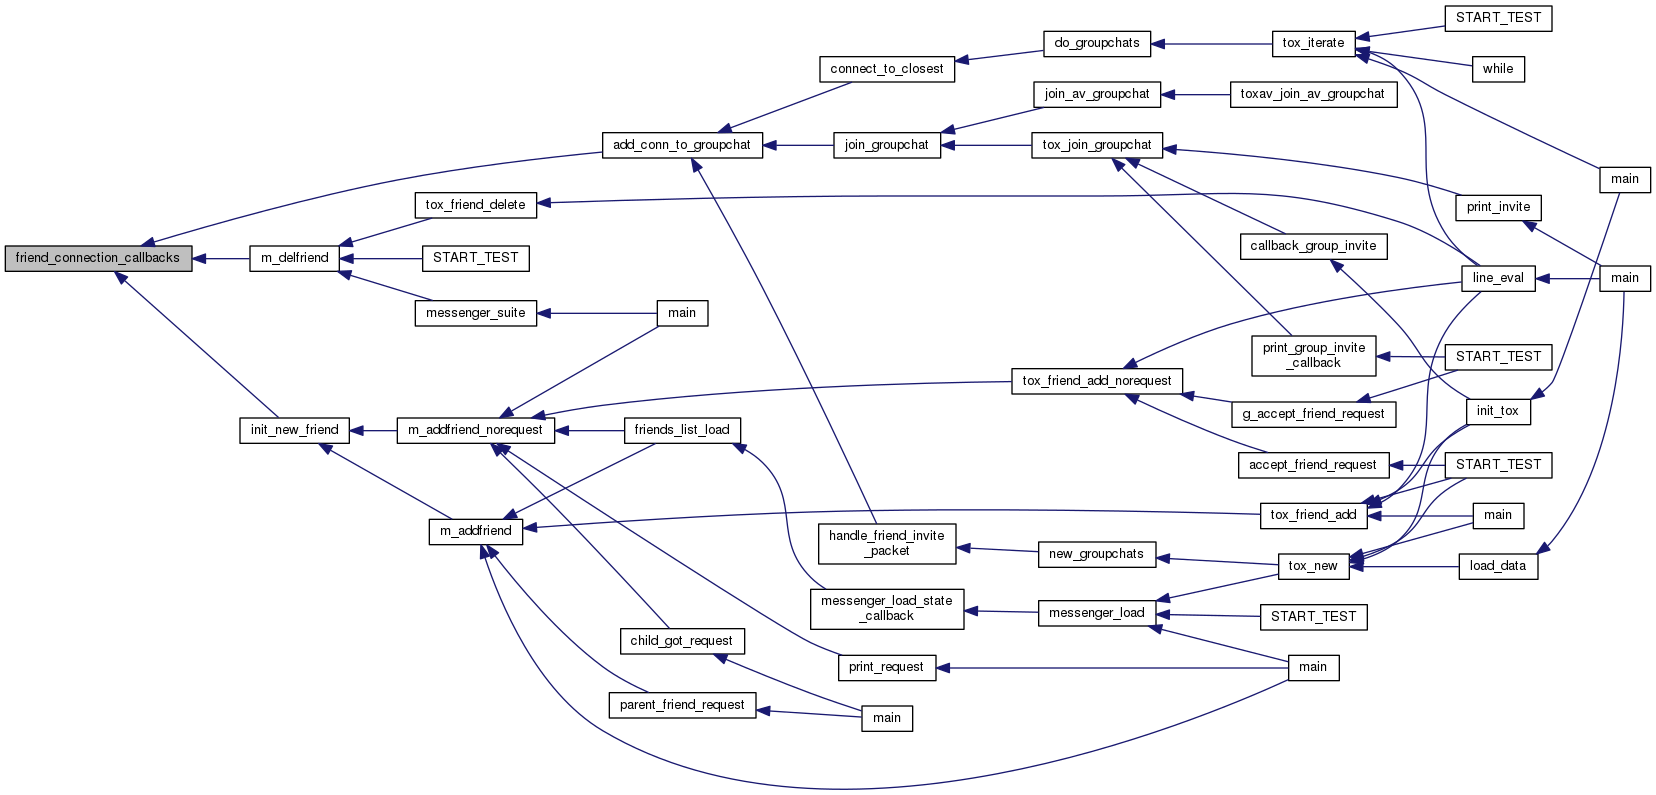 START_TEST
do_groupchats
tox_iterate
connect_to_closest
while
join_av_groupchat
toxav_join_av_groupchat
add_conn_to_groupchat
join_groupchat
tox_join_groupchat
main
tox_friend_delete
print_invite
friend_connection_callbacks
m_delfriend
START_TEST
callback_group_invite
line_eval
main
messenger_suite
main
print_group_invite
_callback
START_TEST
tox_friend_add_norequest
g_accept_friend_request
init_tox
init_new_friend
m_addfriend_norequest
friends_list_load
accept_friend_request
START_TEST
tox_friend_add
main
m_addfriend
handle_friend_invite
_packet
new_groupchats
tox_new
load_data
messenger_load_state
_callback
messenger_load
START_TEST
child_got_request
print_request
main
parent_friend_request
main